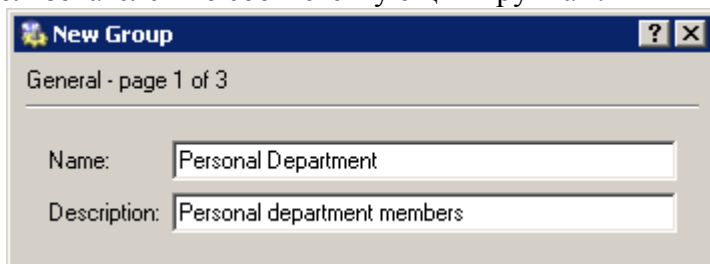 New Group
General - page 1 of 3
Name: Personal Department
Description: Personal department members